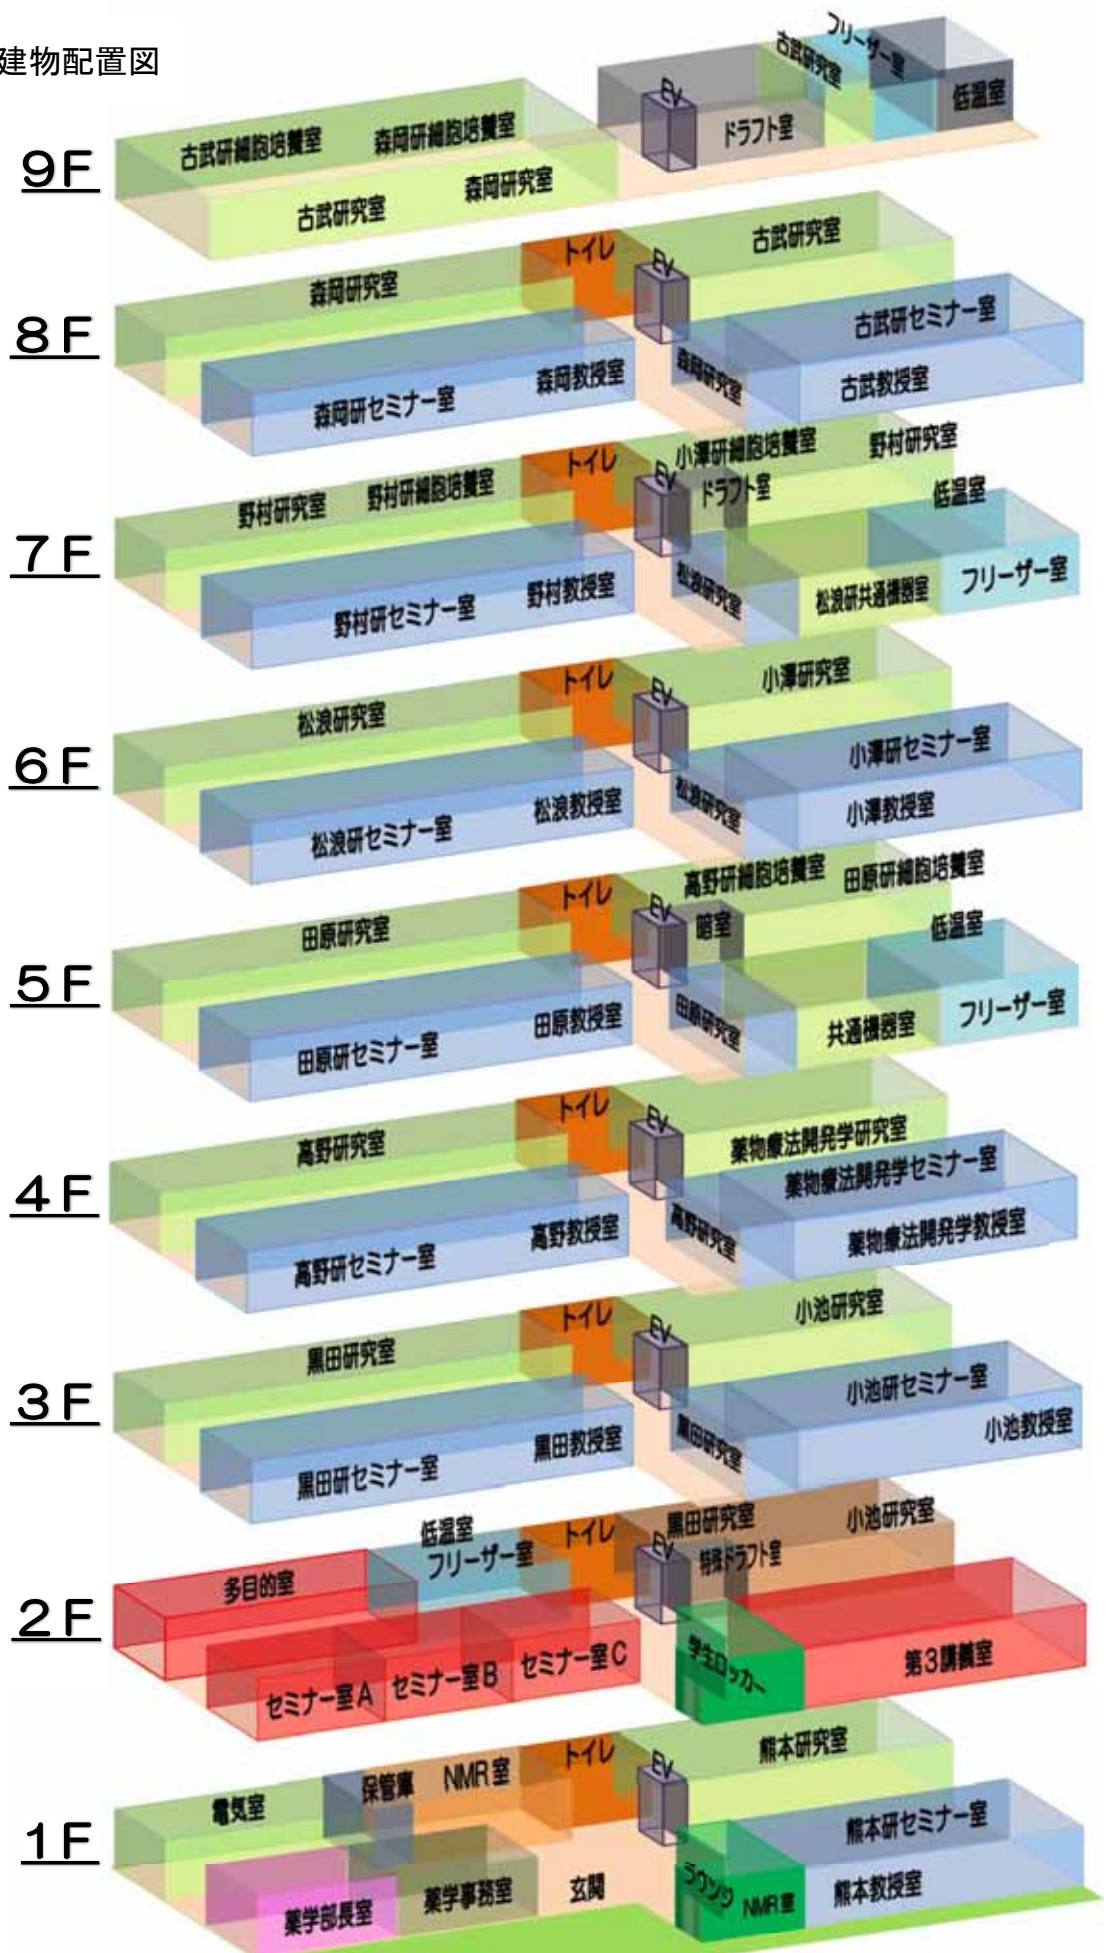 建物配置図
9F
古武研細胞培養室
森岡研細胞培養室
古武研究室
森岡研究室
EV
ドラフト室
古武研究室
フリーザー室
低温室
8F
森岡研究室
トイレ
EV
古武研究室
森岡研セミナー室
森岡教授室
森岡研究室
古武研セミナー室
古武教授室
7F
野村研究室
野村研細胞培養室
トイレ
EV
小澤研細胞培養室
ドラフト室
野村研究室
野村研セミナー室
野村教授室
松浪研究室
松浪研共通機器室
低温室
フリーザー室
6F
松浪研究室
トイレ
EV
小澤研究室
松浪研セミナー室
松浪教授室
松浪研究室
小澤研セミナー室
小澤教授室
5F
田原研究室
トイレ
EV
高野研細胞培養室
暗室
田原研細胞培養室
田原研セミナー室
田原教授室
田原研究室
共通機器室
低温室
フリーザー室
4F
高野研究室
トイレ
EV
薬物療法開発学研究室
高野研セミナー室
高野教授室
高野研究室
薬物療法開発学セミナー室
薬物療法開発学教授室
3F
黒田研究室
トイレ
EV
小池研究室
黒田研セミナー室
黒田教授室
黒田研究室
小池研セミナー室
小池教授室
2F
多目的室
低温室
フリーザー室
トイレ
EV
黒田研究室
特殊ドラフト室
小池研究室
セミナー室A
セミナー室B
セミナー室C
学生ロッカー
第3講義室
1F
電気室
保管庫
NMR室
トイレ
EV
熊本研究室
薬学部長室
薬学事務室
玄関
ラウンジ
NMR室
熊本研セミナー室
熊本教授室